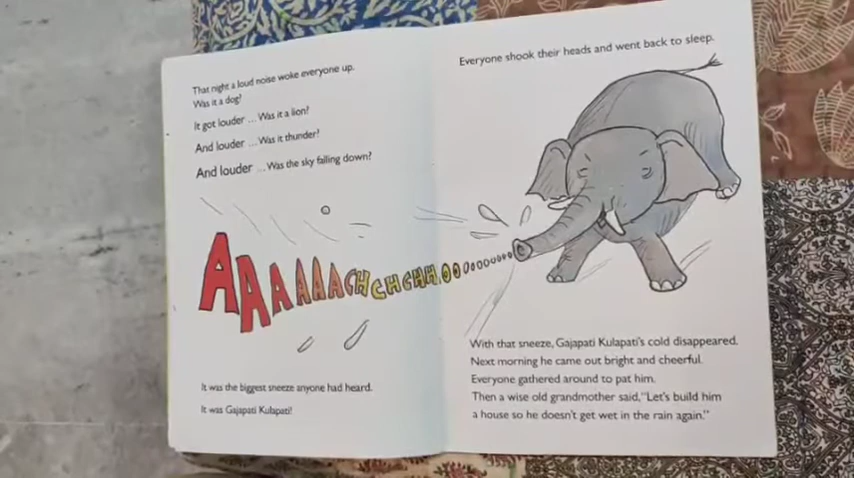 That night a loud noise woke everyone up.
Was it a dog?
It got louder ... Was it a lion?
And louder ... Was it thunder?
And louder ... Was the sky falling down?
AAAAAACHCHCHHOOOOOOOOOOO
It was the biggest sneeze anyone had heard.
It was Gajapati Kulapati!
Everyone shook their heads and went back to sleep.
With that sneeze, Gajapati Kulapati's cold disappeared.
Next morning he came out bright and cheerful.
Everyone gathered around to pat him.
Then a wise old grandmother said, "Let's build him
a house so he doesn't get wet in the rain again."